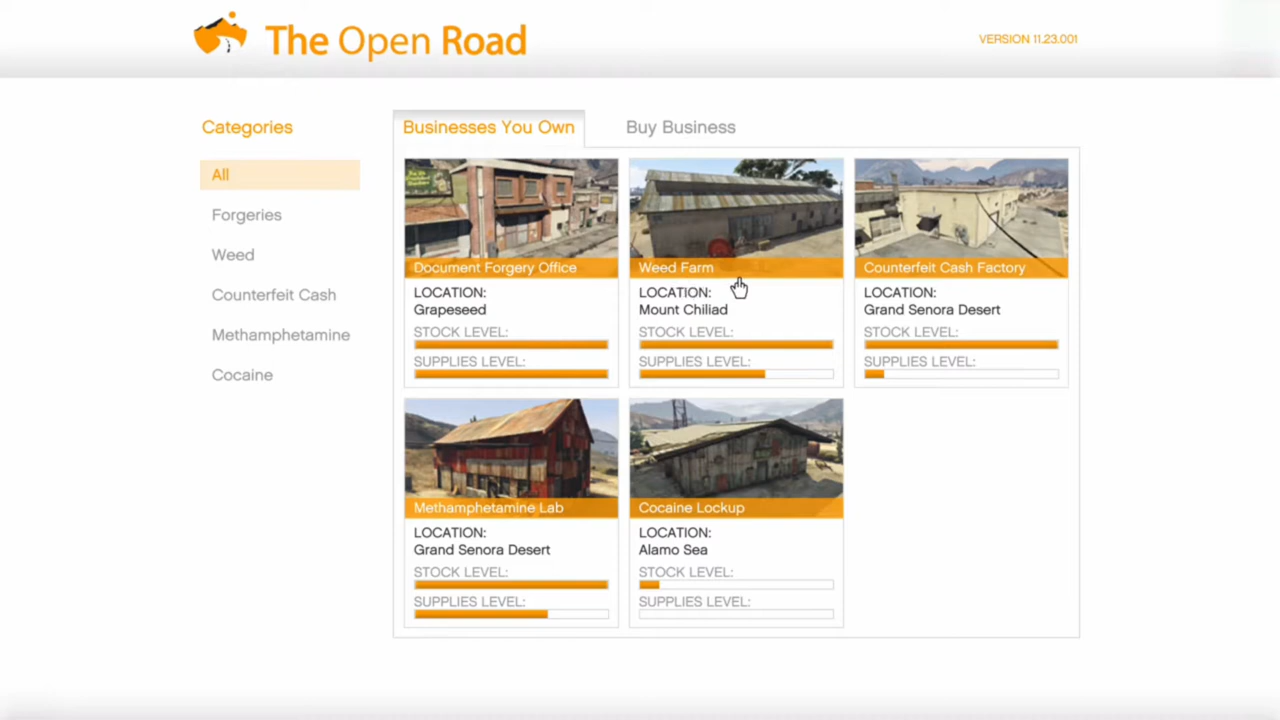 The Open Road
VERSION 11.23.001
Categories
All
Forgeries
Weed
Counterfeit Cash
Methamphetamine
Cocaine
Businesses You Own
Buy Business
Document Forgery Office
LOCATION:
Grapeseed
STOCK LEVEL:
SUPPLIES LEVEL:
Weed Farm
LOCATION:
Mount Chiliad
STOCK LEVEL:
SUPPLIES LEVEL:
Counterfeit Cash Factory
LOCATION:
Grand Senora Desert
STOCK LEVEL:
SUPPLIES LEVEL:
Methamphetamine Lab
LOCATION:
Grand Senora Desert
STOCK LEVEL:
SUPPLIES LEVEL:
Cocaine Lockup
LOCATION:
Alamo Sea
STOCK LEVEL:
SUPPLIES LEVEL: